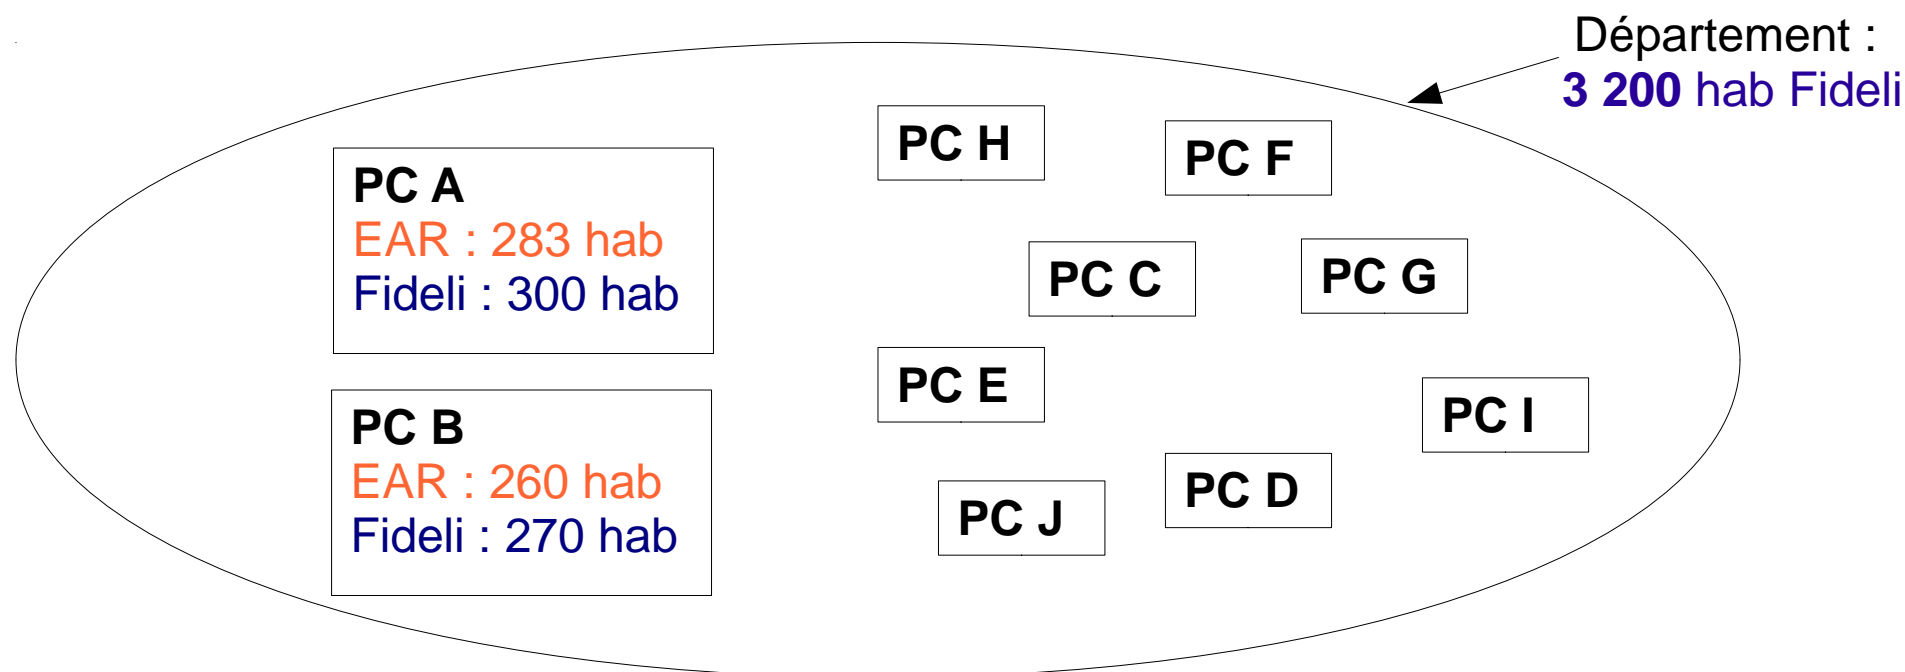 Département :
3 200 hab Fideli
PC H
PC F
PC A
EAR : 283 hab
Fideli : 300 hab
PC C
PC G
PC E
PC I
PC B
EAR : 260 hab
Fideli : 270 hab
PC D
PC J